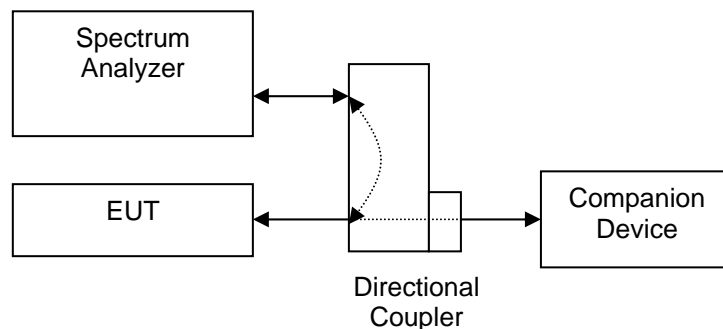 Spectrum
Analyzer
EUT
Companion
Device
Directional
Coupler